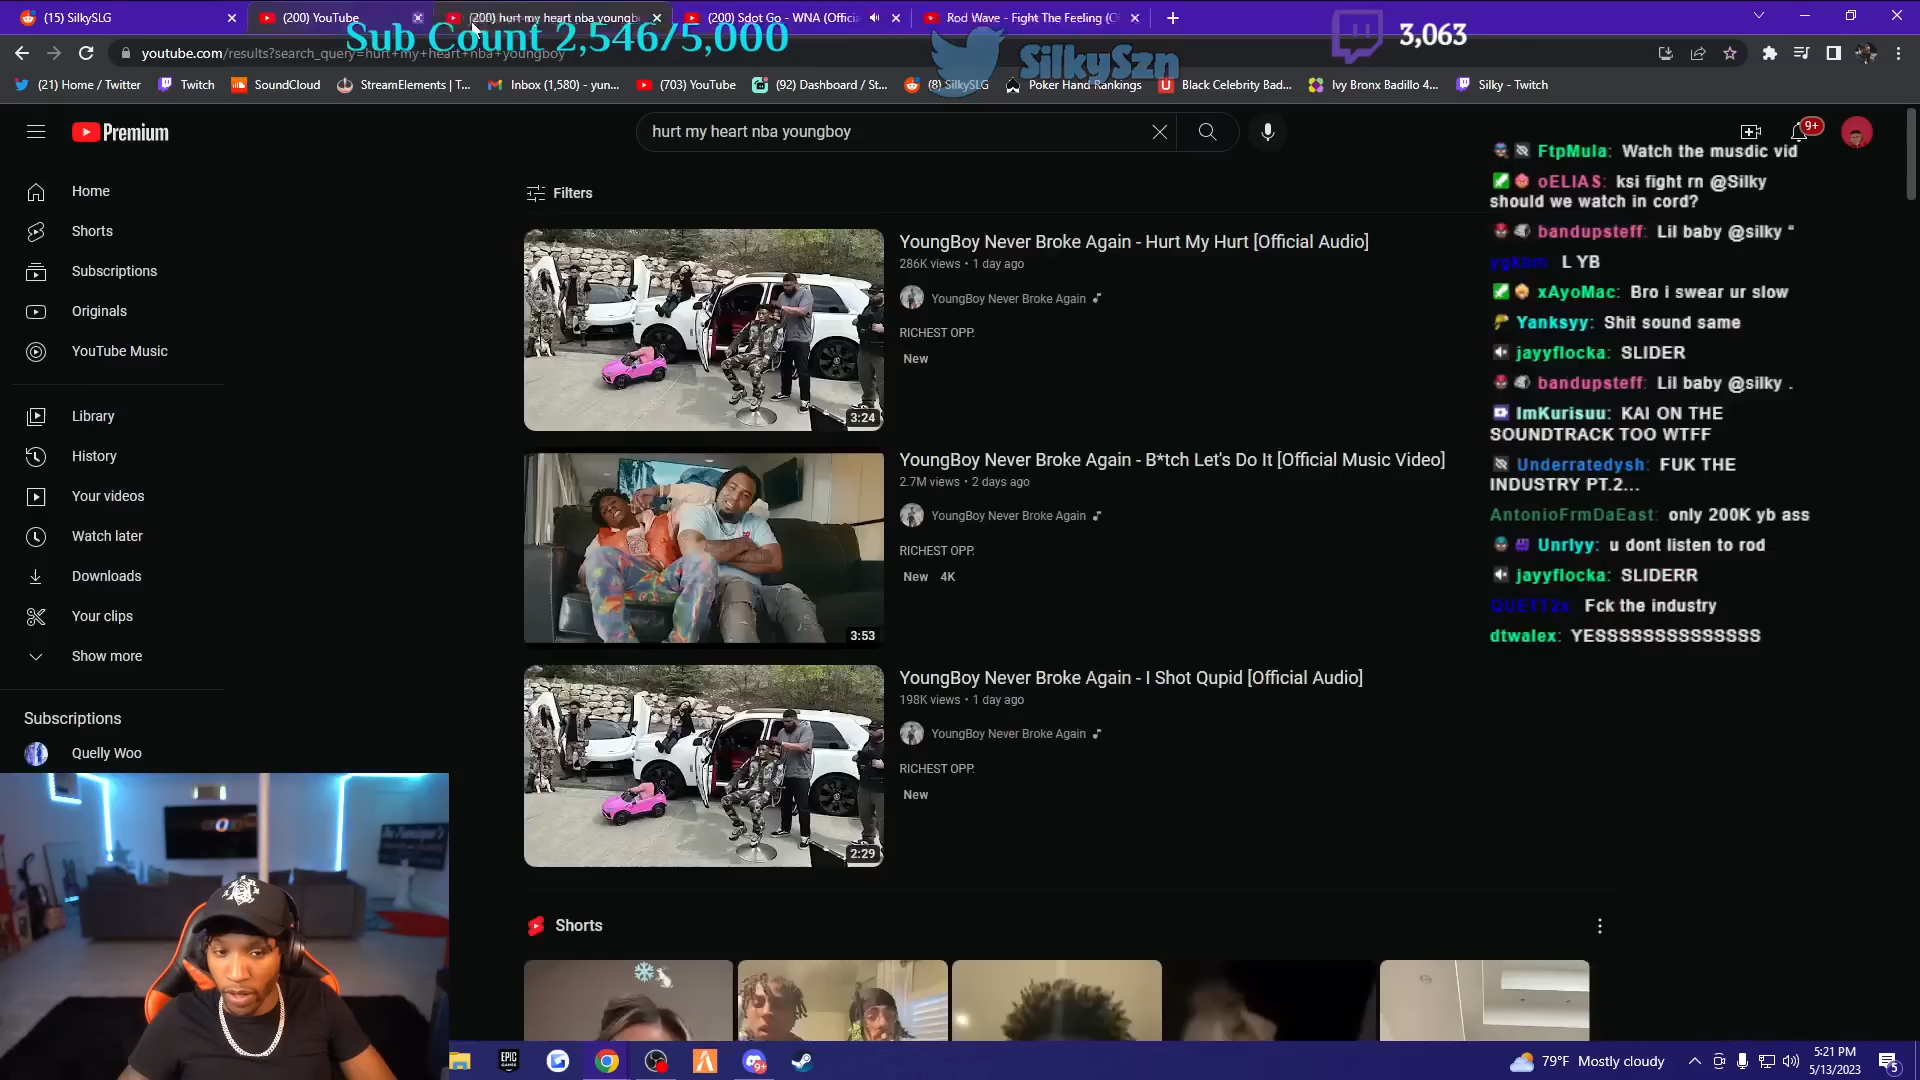 (15) SilkySLG
(200) YouTube
(200) hurt my heart nba youngb
(200) Sdot Go - WNA (Offici
Rod Wave - Fight The Feeling (O
Sub Count 2,546/5,000
3,063
youtube.com/results?search_query=hurt+my+heart+nba+youngboy
SilkySzn
(21) Home / Twitter
Twitch
SoundCloud
StreamElements | T...
Inbox (1,580) - yun...
(703) YouTube
(92) Dashboard / St...
(8) SilkySLG
Poker Hand Rankings
Black Celebrity Bad...
Ivy Bronx Badillo 4...
Silky - Twitch
Premium
hurt my heart nba youngboy
9+
Home
Shorts
Subscriptions
Originals
YouTube Music
Library
History
Your videos
Watch later
Downloads
Your clips
Show more
Subscriptions
Quelly Woo
Filters
YoungBoy Never Broke Again - Hurt My Hurt [Official Audio]
286K views • 1 day ago
YoungBoy Never Broke Again
RICHEST OPP.
New
3:24
YoungBoy Never Broke Again - B*tch Let's Do It [Official Music Video]
2.7M views • 2 days ago
YoungBoy Never Broke Again
RICHEST OPP.
New 4K
3:53
YoungBoy Never Broke Again - I Shot Qupid [Official Audio]
198K views • 1 day ago
YoungBoy Never Broke Again
RICHEST OPP.
New
2:29
Shorts
FtpMula: Watch the musdic vid
oELIAS: ksi fight rn @Silky
should we watch in cord?
bandupsteff: Lil baby @silky "
ygkbm: L YB
xAyoMac: Bro i swear ur slow
Yanksyy: Shit sound same
jayyflocka: SLIDER
bandupsteff: Lil baby @silky .
ImKurisuu: KAI ON THE
SOUNDTRACK TOO WTFF
Underratedysh: FUK THE
INDUSTRY PT.2...
AntonioFrmDaEast: only 200K yb ass
Unrlyy: u dont listen to rod
jayyflocka: SLIDERR
QUETT2x: Fck the industry
dtwalex: YESSSSSSSSSSSSSS
EPIC
GAMES
9+
79°F Mostly cloudy
5:21 PM
5/13/2023
5